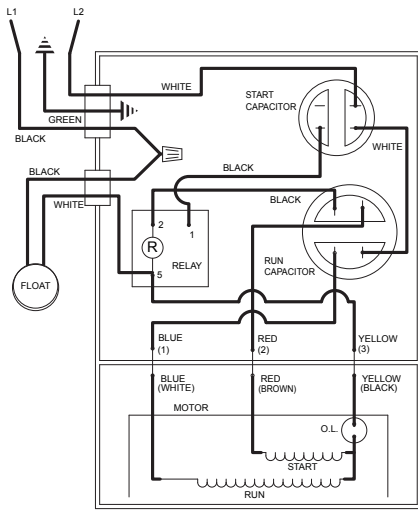 L1
L2
WHITE
START
CAPACITOR
GREEN
BLACK
WHITE
BLACK
BLACK
BLACK
WHITE
2
1
R
RELAY
RUN
CAPACITOR
5
FLOAT
BLUE
(1)
RED
(2)
YELLOW
(3)
BLUE
(WHITE)
RED
(BROWN)
YELLOW
(BLACK)
MOTOR
O.L.
START
RUN